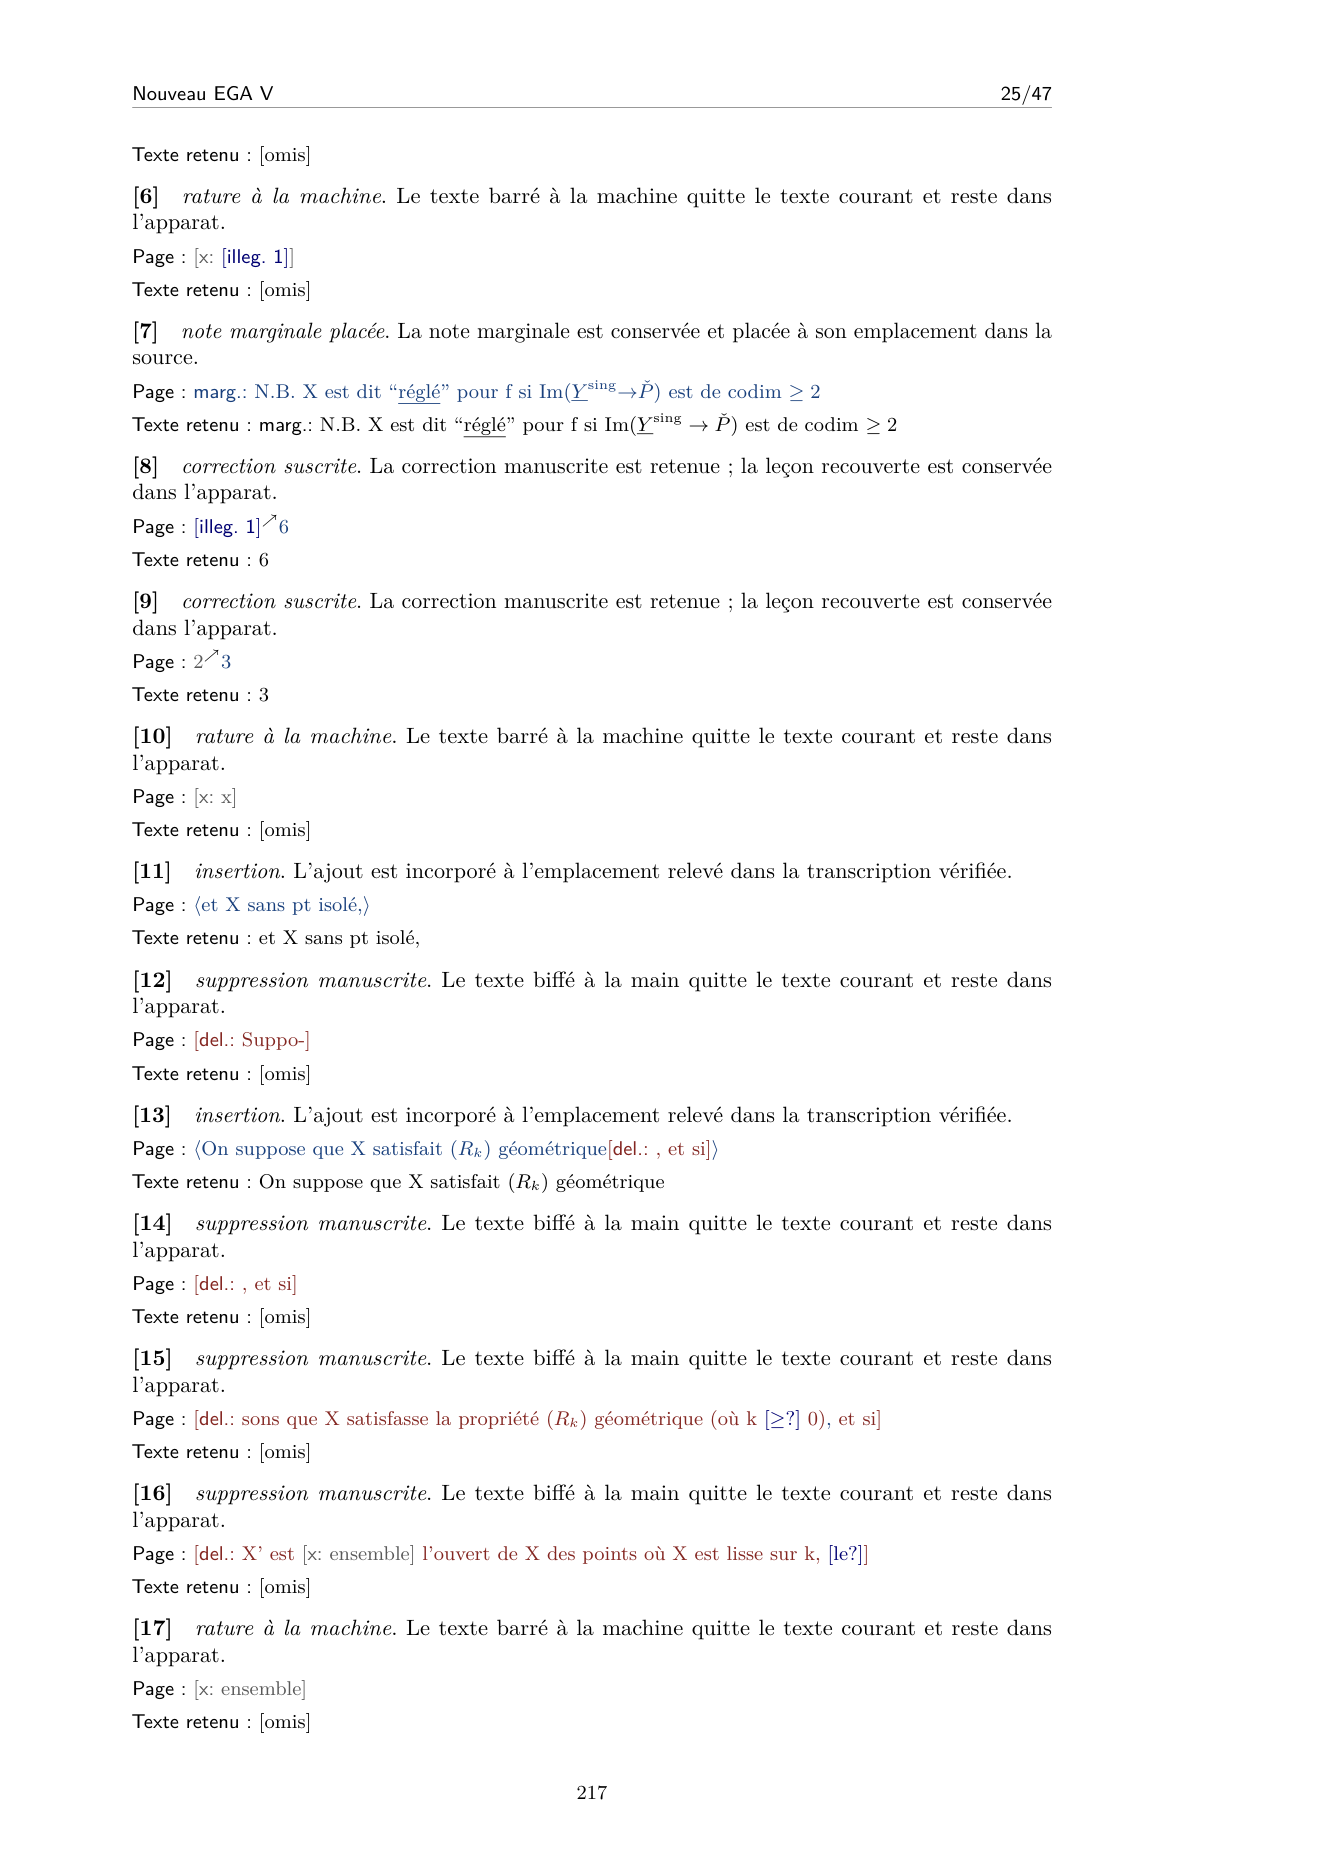 Nouveau EGA V 25/47
Texte retenu : [omis]
[6] rature à la machine. Le texte barré à la machine quitte le texte courant et reste dans
l'apparat.
Page : [x: [illeg. 1]]
Texte retenu : [omis]
[7] note marginale placée. La note marginale est conservée et placée à son emplacement dans la
source.
Page : marg.: N.B. X est dit “réglé” pour f si Im(Y^sing→P̌) est de codim ≥ 2
Texte retenu : marg.: N.B. X est dit “réglé” pour f si Im(Y^sing → P̌) est de codim ≥ 2
[8] correction suscrite. La correction manuscrite est retenue ; la leçon recouverte est conservée
dans l'apparat.
Page : [illeg. 1]↗6
Texte retenu : 6
[9] correction suscrite. La correction manuscrite est retenue ; la leçon recouverte est conservée
dans l'apparat.
Page : 2↗3
Texte retenu : 3
[10] rature à la machine. Le texte barré à la machine quitte le texte courant et reste dans
l'apparat.
Page : [x: x]
Texte retenu : [omis]
[11] insertion. L'ajout est incorporé à l'emplacement relevé dans la transcription vérifiée.
Page : ⟨et X sans pt isolé,⟩
Texte retenu : et X sans pt isolé,
[12] suppression manuscrite. Le texte biffé à la main quitte le texte courant et reste dans
l'apparat.
Page : [del.: Suppo-]
Texte retenu : [omis]
[13] insertion. L'ajout est incorporé à l'emplacement relevé dans la transcription vérifiée.
Page : ⟨On suppose que X satisfait (R_k) géométrique[del.: , et si]⟩
Texte retenu : On suppose que X satisfait (R_k) géométrique
[14] suppression manuscrite. Le texte biffé à la main quitte le texte courant et reste dans
l'apparat.
Page : [del.: , et si]
Texte retenu : [omis]
[15] suppression manuscrite. Le texte biffé à la main quitte le texte courant et reste dans
l'apparat.
Page : [del.: sons que X satisfasse la propriété (R_k) géométrique (où k [≥?] 0), et si]
Texte retenu : [omis]
[16] suppression manuscrite. Le texte biffé à la main quitte le texte courant et reste dans
l'apparat.
Page : [del.: X' est [x: ensemble] l'ouvert de X des points où X est lisse sur k, [le?]]
Texte retenu : [omis]
[17] rature à la machine. Le texte barré à la machine quitte le texte courant et reste dans
l'apparat.
Page : [x: ensemble]
Texte retenu : [omis]
217